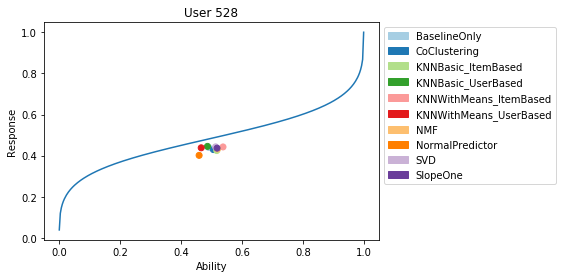 User 528
1.0
0.8
0.6
0.4
0.2
0.0
Response
0.0 0.2 0.4 0.6 0.8 1.0
Ability
BaselineOnly
CoClustering
KNNBasic_ItemBased
KNNBasic_UserBased
KNNWithMeans_ItemBased
KNNWithMeans_UserBased
NMF
NormalPredictor
SVD
SlopeOne